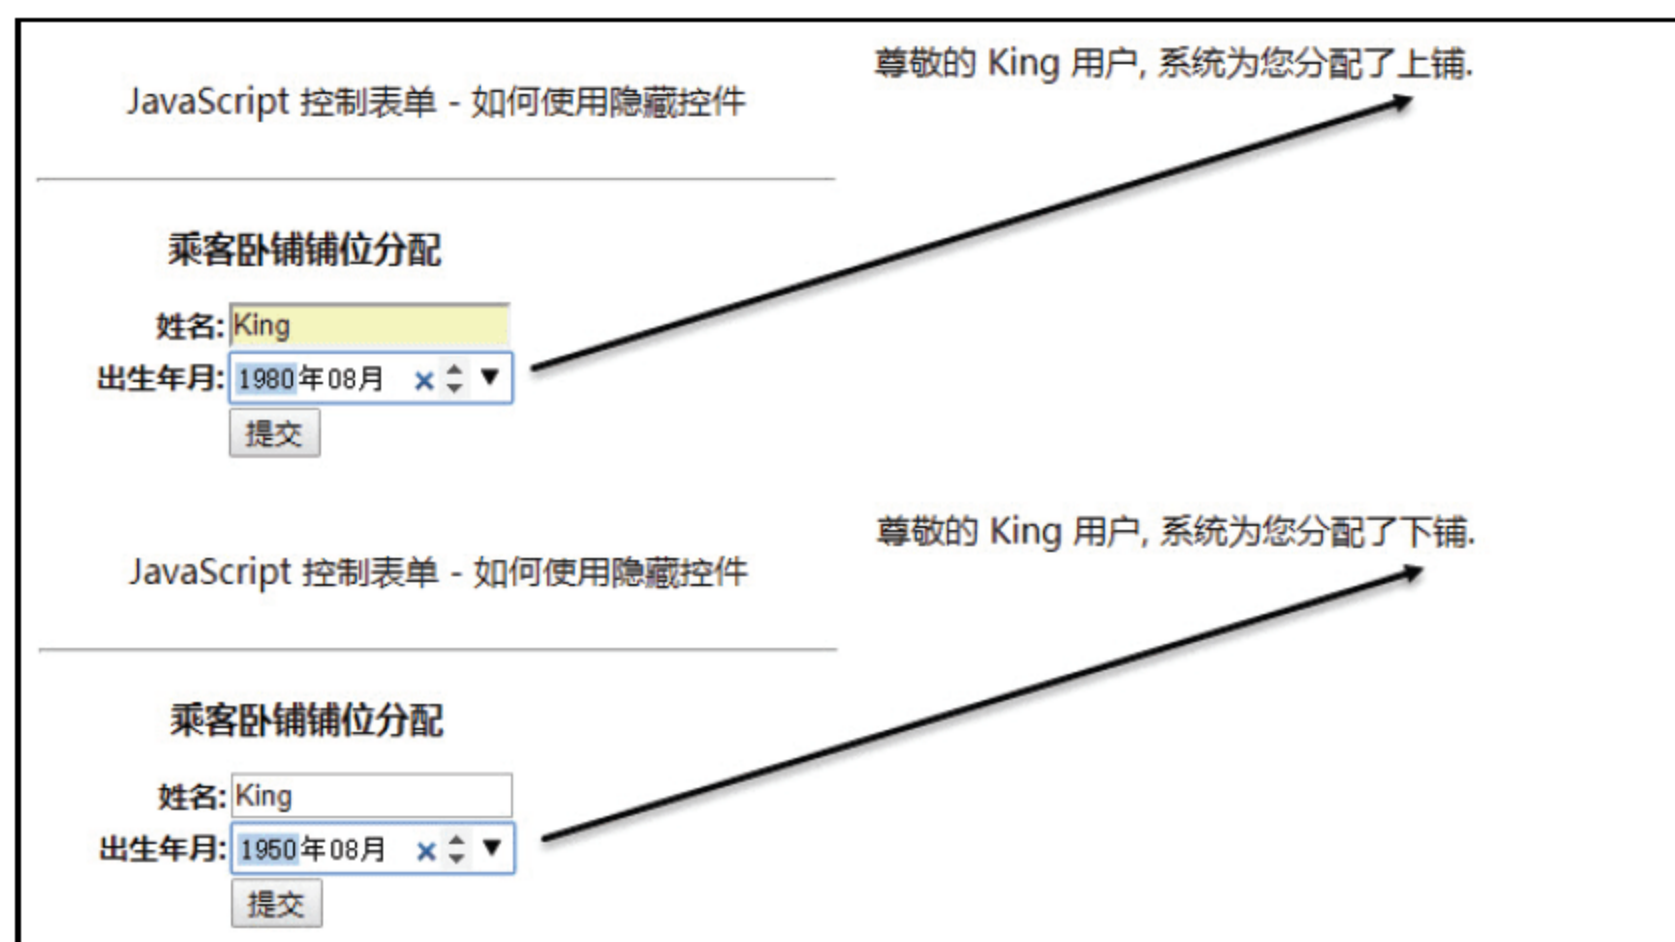 尊敬的 King 用户, 系统为您分配了上铺.
JavaScript 控制表单 - 如何使用隐藏控件
乘客卧铺铺位分配
姓名: King
出生年月: 1980年08月
提交
尊敬的 King 用户, 系统为您分配了下铺.
JavaScript 控制表单 - 如何使用隐藏控件
乘客卧铺铺位分配
姓名: King
出生年月: 1950年08月
提交